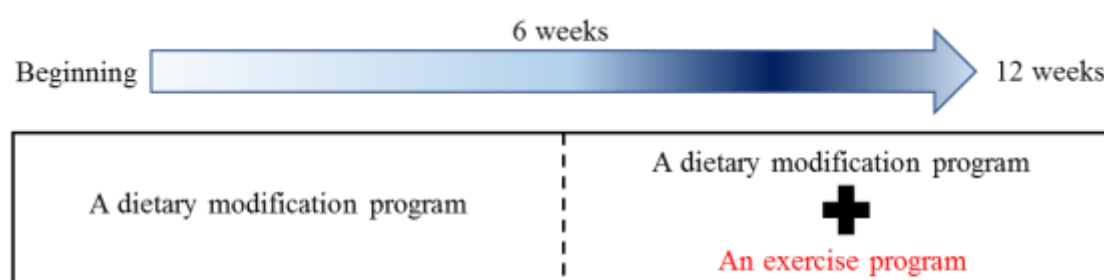 6 weeks
Beginning
12 weeks
A dietary modification program
A dietary modification program
An exercise program